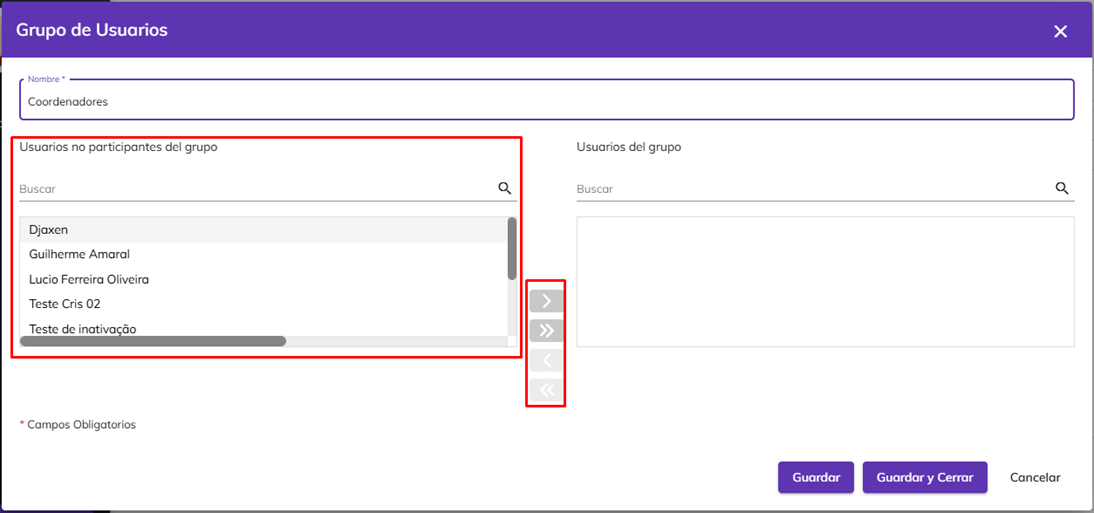 Grupo de Usuarios
Nombre *
Coordenadores
Usuarios no participantes del grupo
Buscar
Djaxen
Guilherme Amaral
Lucio Ferreira Oliveira
Teste Cris 02
Teste de inativação
Usuarios del grupo
Buscar
* Campos Obligatorios
Guardar
Guardar y Cerrar
Cancelar